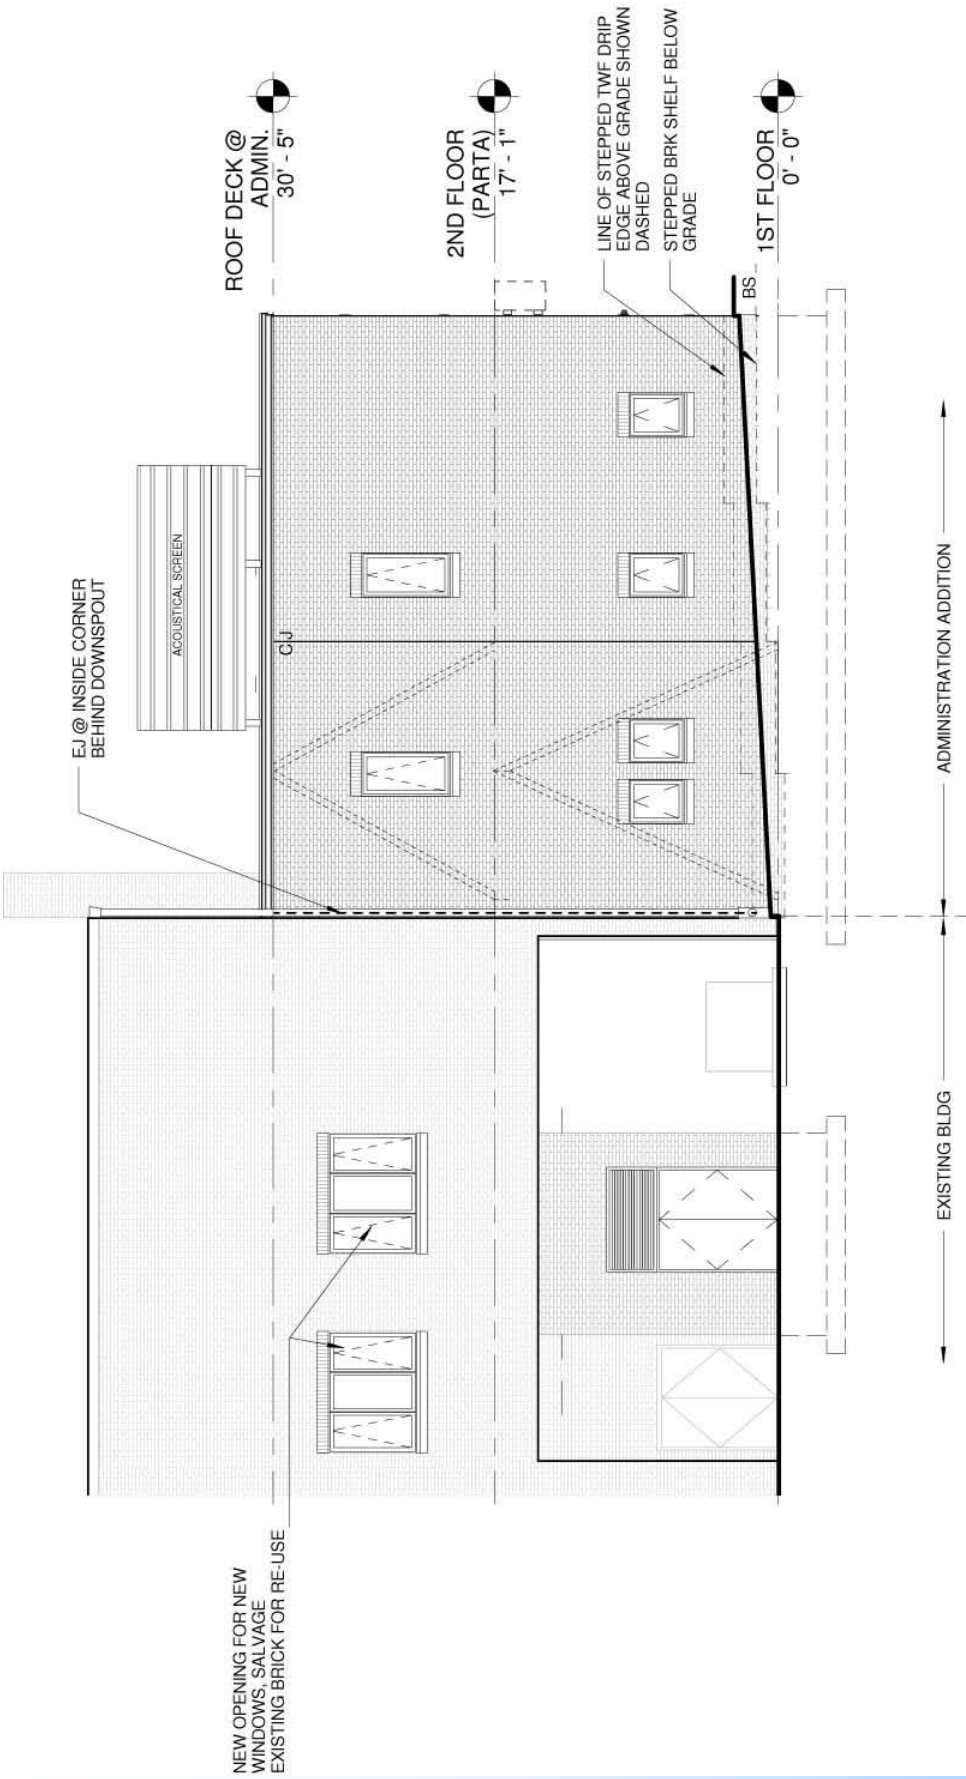 NEW OPENING FOR NEW
WINDOWS, SALVAGE
EXISTING BRICK FOR RE-USE
EJ @ INSIDE CORNER
BEHIND DOWNSPOUT
ACOUSTICAL SCREEN
CJ
ROOF DECK @
ADMIN.
30' - 5"
2ND FLOOR
(PARTA)
17' - 1"
LINE OF STEPPED TWF DRIP
EDGE ABOVE GRADE SHOWN
DASHED
STEPPED BRK SHELF BELOW
GRADE
BS
1ST FLOOR
0' - 0"
EXISTING BLDG
ADMINISTRATION ADDITION